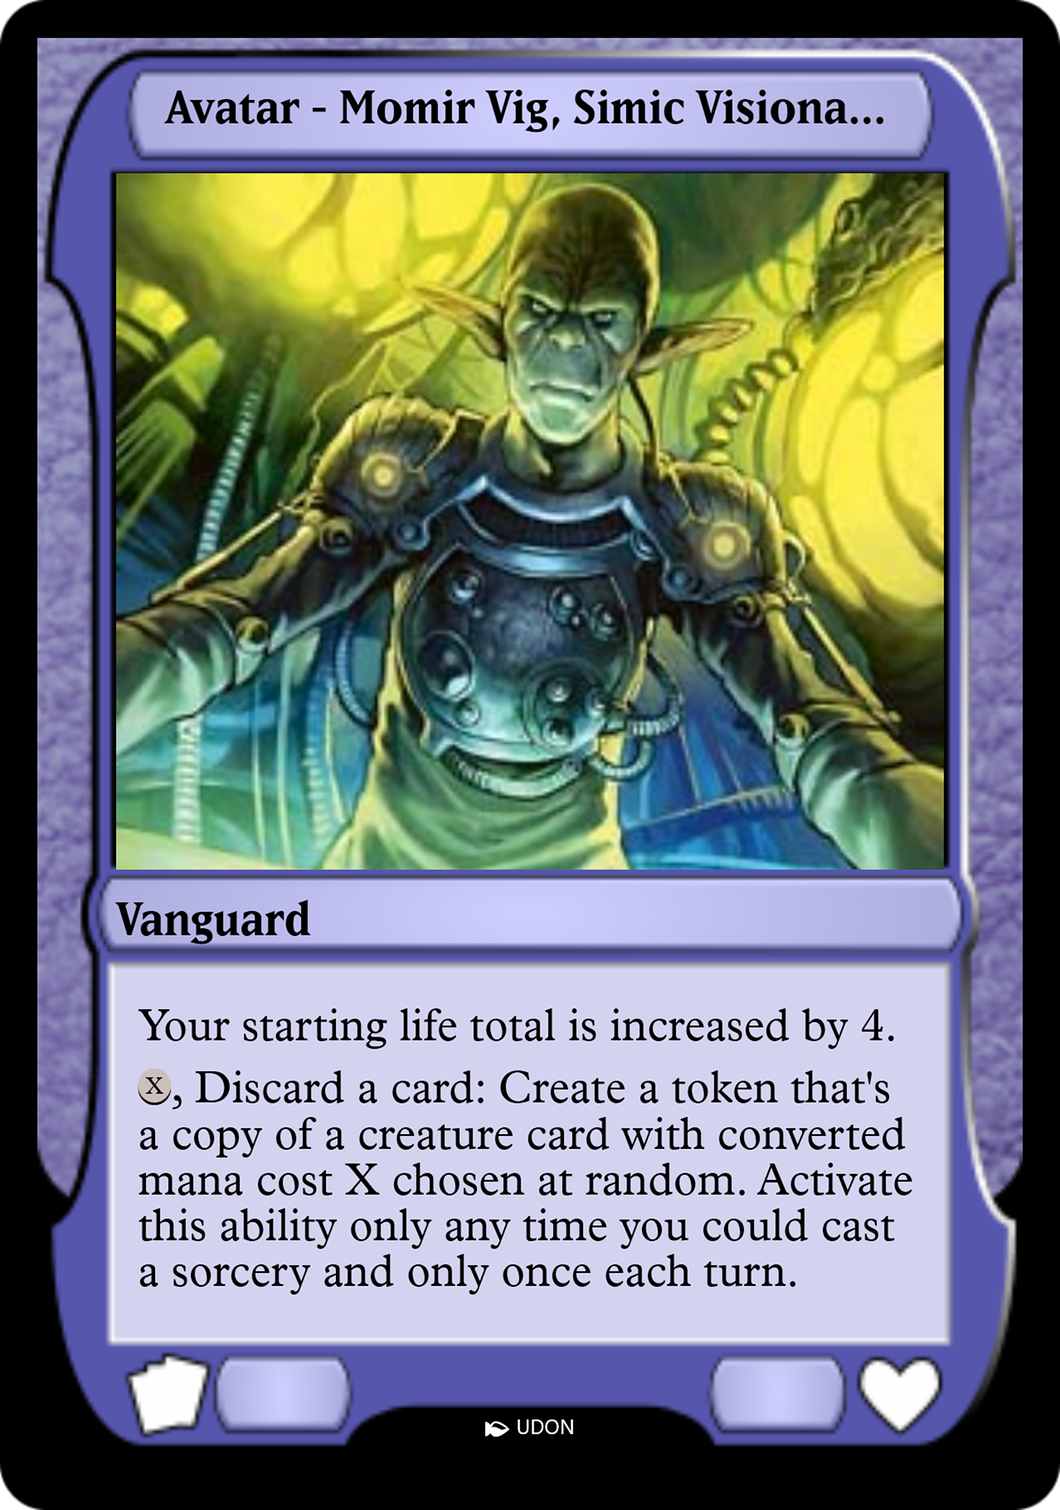 Avatar - Momir Vig, Simic Visiona...
Vanguard
Your starting life total is increased by 4.
X, Discard a card: Create a token that's
a copy of a creature card with converted
mana cost X chosen at random. Activate
this ability only any time you could cast
a sorcery and only once each turn.
UDON